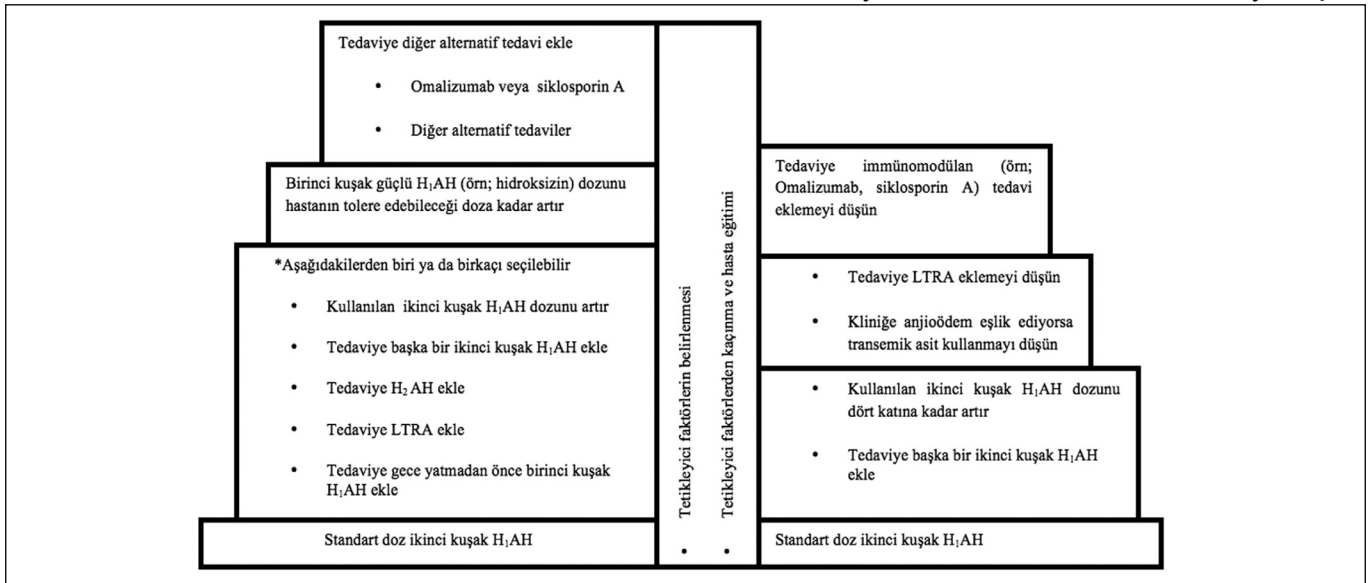 Tedaviye diğer alternatif tedavi ekle
• Omalizumab veya siklosporin A
• Diğer alternatif tedaviler
Birinci kuşak güçlü H₁AH (örn; hidroksizin) dozunu
hastanın tolere edebileceği doza kadar artır
*Aşağıdakilerden biri ya da birkaçı seçilebilir
• Kullanılan ikinci kuşak H₁AH dozunu artır
• Tedaviye başka bir ikinci kuşak H₁AH ekle
• Tedaviye H₂ AH ekle
• Tedaviye LTRA ekle
• Tedaviye gece yatmadan önce birinci kuşak
H₁AH ekle
Standart doz ikinci kuşak H₁AH
• Tetikleyici faktörlerin belirlenmesi
• Tetikleyici faktörlerden kaçınma ve hasta eğitimi
Tedaviye immünomodülan (örn;
Omalizumab, siklosporin A) tedavi
eklemeyi düşün
• Tedaviye LTRA eklemeyi düşün
• Kliniğe anjioödem eşlik ediyorsa
transemik asit kullanmayı düşün
• Kullanılan ikinci kuşak H₁AH dozunu
dört katına kadar artır
• Tedaviye başka bir ikinci kuşak H₁AH
ekle
Standart doz ikinci kuşak H₁AH